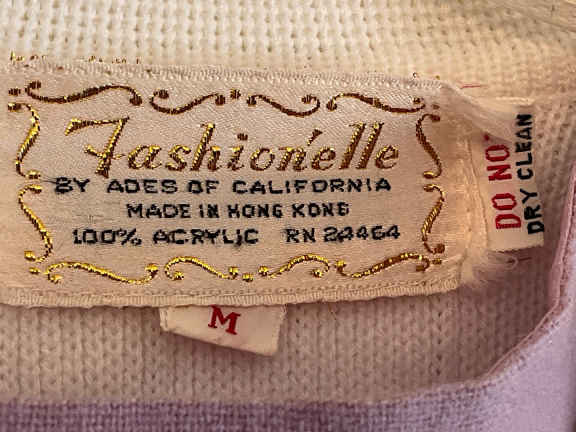 Fashion'elle
BY ADES OF CALIFORNIA
MADE IN HONG KONG
100% ACRYLIC RN 24464
M
DO NOT
DRY CLEAN